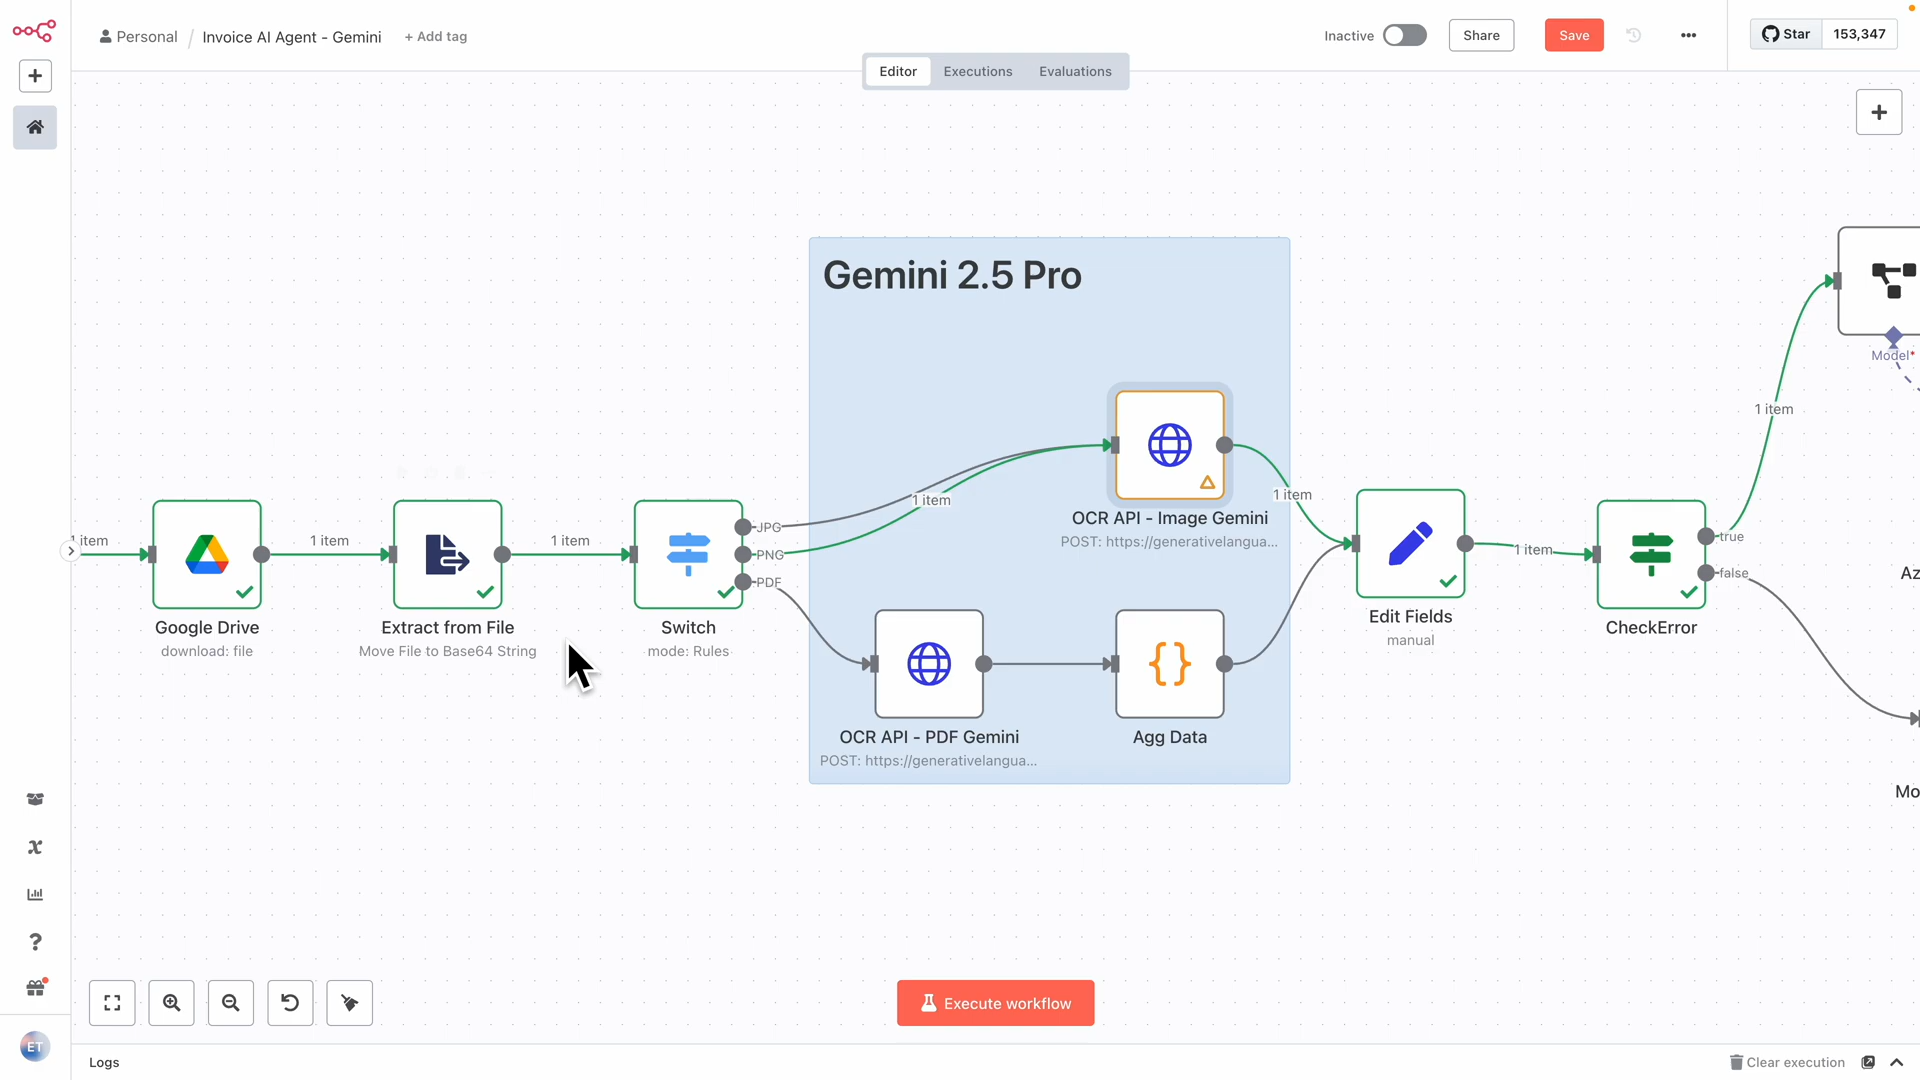 Personal / Invoice AI Agent - Gemini + Add tag
Inactive
Share
Save
Star 153,347
Editor Executions Evaluations
Gemini 2.5 Pro
Model*
1 item
1 item
1 item
OCR API - Image Gemini
POST: https://generativelangua...
JPG
PNG
PDF
item
1 item
1 item
1 item
true
false
Google Drive
download: file
Extract from File
Move File to Base64 String
Switch
mode: Rules
Edit Fields
manual
CheckError
Az
OCR API - PDF Gemini
POST: https://generativelangua...
Agg Data
Mo
Execute workflow
ET
Logs
Clear execution